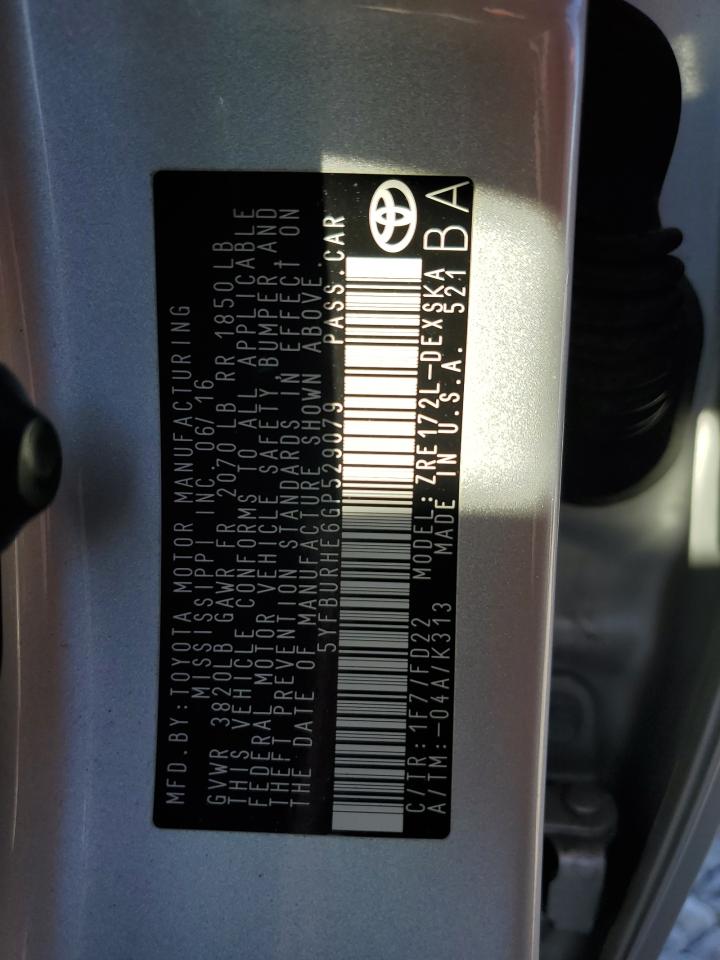 MFD.BY:TOYOTA MOTOR MANUFACTURING
MISSISSIPPI INC. 06/16
GVWR 3820LB GAWR FR 2070 LB RR 1850 LB
THIS VEHICLE CONFORMS TO ALL APPLICABLE
FEDERAL MOTOR VEHICLE SAFETY BUMPER AND
THEFT PREVENTION STANDARDS IN EFFECT ON
THE DATE OF MANUFACTURE SHOWN ABOVE.
5YFBURHE6GP529079 PASS.CAR
C/TR:1F7/FD22 MODEL:ZRE172L-DEXSKA
A/TM:-04A/K313 MADE IN U.S.A. 521
BA